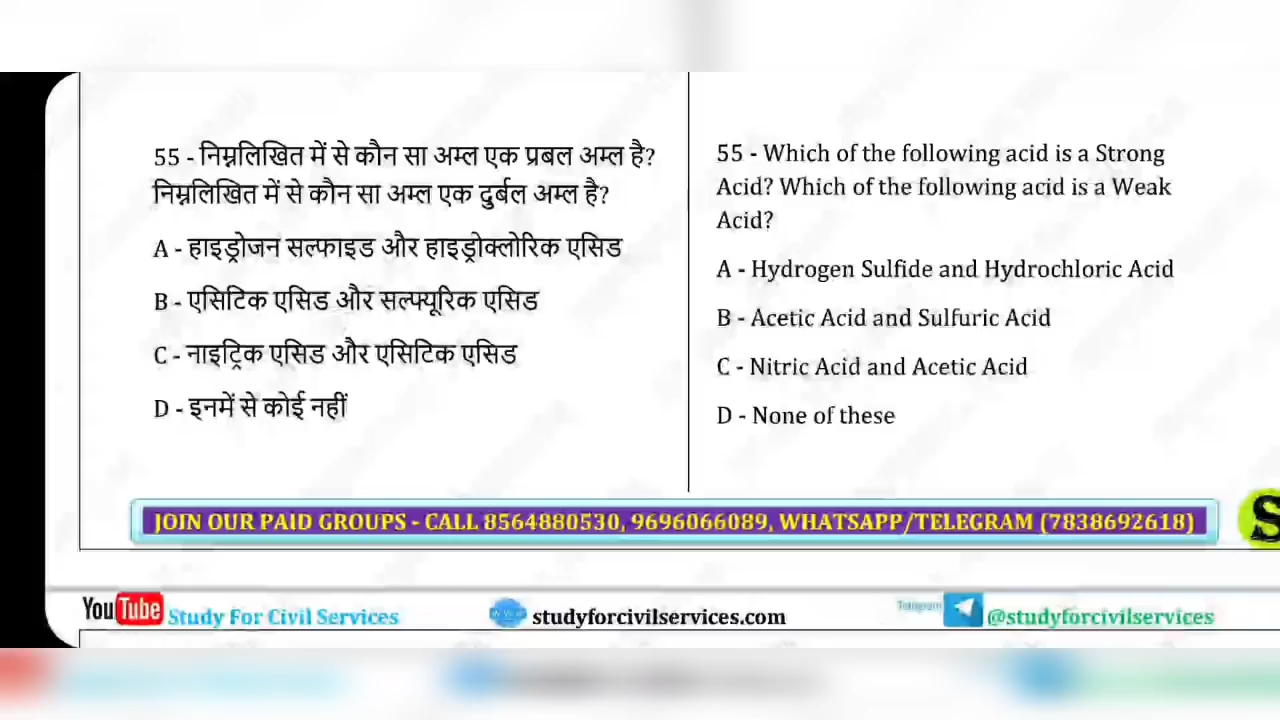 55 - निम्नलिखित में से कौन सा अम्ल एक प्रबल अम्ल है?
निम्नलिखित में से कौन सा अम्ल एक दुर्बल अम्ल है?
A - हाइड्रोजन सल्फाइड और हाइड्रोक्लोरिक एसिड
B - एसिटिक एसिड और सल्फ्यूरिक एसिड
C - नाइट्रिक एसिड और एसिटिक एसिड
D - इनमें से कोई नहीं
55 - Which of the following acid is a Strong
Acid? Which of the following acid is a Weak
Acid?
A - Hydrogen Sulfide and Hydrochloric Acid
B - Acetic Acid and Sulfuric Acid
C - Nitric Acid and Acetic Acid
D - None of these
JOIN OUR PAID GROUPS - CALL 8564880530, 9696066089, WHATSAPP/TELEGRAM (7838692618)
S
YouTube Study For Civil Services
studyforcivilservices.com
Telegram @studyforcivilservices